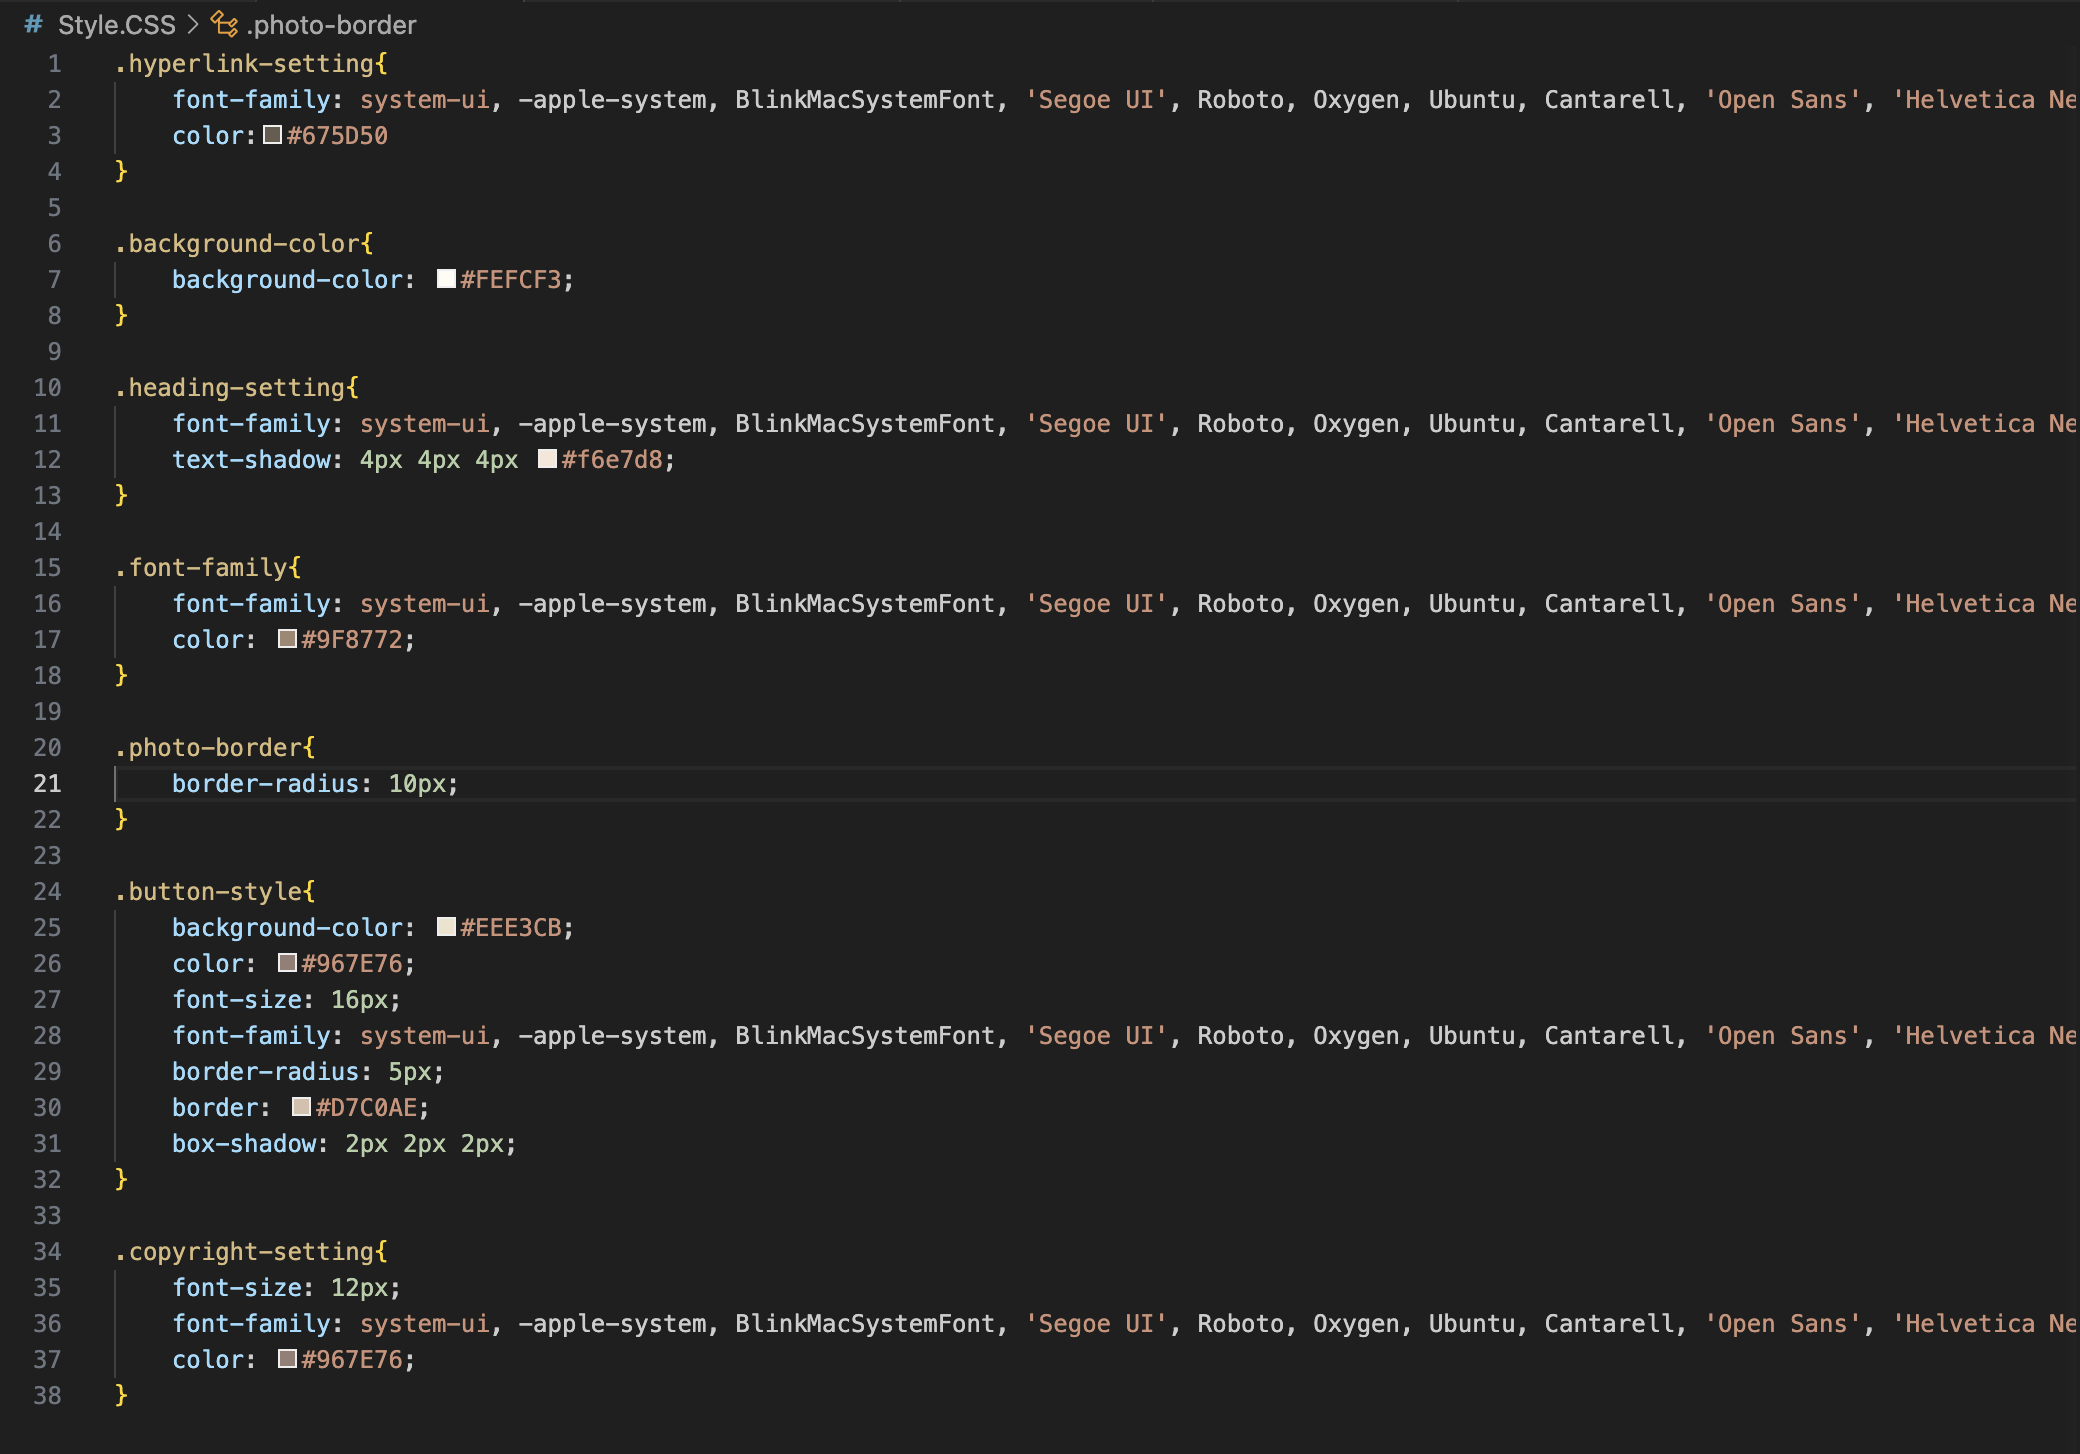 # Style.CSS > .photo-border
1 .hyperlink-setting{
2 font-family: system-ui, -apple-system, BlinkMacSystemFont, 'Segoe UI', Roboto, Oxygen, Ubuntu, Cantarell, 'Open Sans', 'Helvetica Ne
3 color:#675D50
4 }
5
6 .background-color{
7 background-color: #FEFCF3;
8 }
9
10 .heading-setting{
11 font-family: system-ui, -apple-system, BlinkMacSystemFont, 'Segoe UI', Roboto, Oxygen, Ubuntu, Cantarell, 'Open Sans', 'Helvetica Ne
12 text-shadow: 4px 4px 4px #f6e7d8;
13 }
14
15 .font-family{
16 font-family: system-ui, -apple-system, BlinkMacSystemFont, 'Segoe UI', Roboto, Oxygen, Ubuntu, Cantarell, 'Open Sans', 'Helvetica Ne
17 color: #9F8772;
18 }
19
20 .photo-border{
21 border-radius: 10px;
22 }
23
24 .button-style{
25 background-color: #EEE3CB;
26 color: #967E76;
27 font-size: 16px;
28 font-family: system-ui, -apple-system, BlinkMacSystemFont, 'Segoe UI', Roboto, Oxygen, Ubuntu, Cantarell, 'Open Sans', 'Helvetica Ne
29 border-radius: 5px;
30 border: #D7C0AE;
31 box-shadow: 2px 2px 2px;
32 }
33
34 .copyright-setting{
35 font-size: 12px;
36 font-family: system-ui, -apple-system, BlinkMacSystemFont, 'Segoe UI', Roboto, Oxygen, Ubuntu, Cantarell, 'Open Sans', 'Helvetica Ne
37 color: #967E76;
38 }